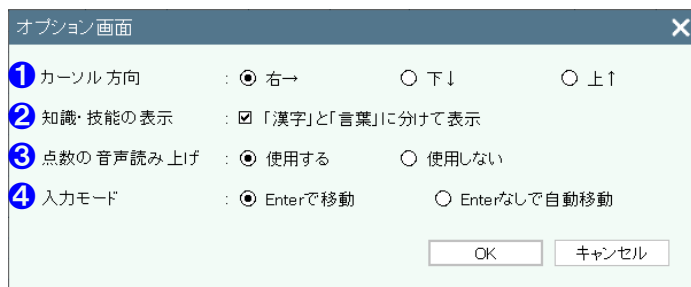 オプション画面
❶ カーソル方向 : 右→ 下↓ 上↑
❷ 知識・技能の表示 : 「漢字」と「言葉」に分けて表示
❸ 点数の音声読み上げ : 使用する 使用しない
❹ 入力モード : Enterで移動 Enterなしで自動移動
OK キャンセル